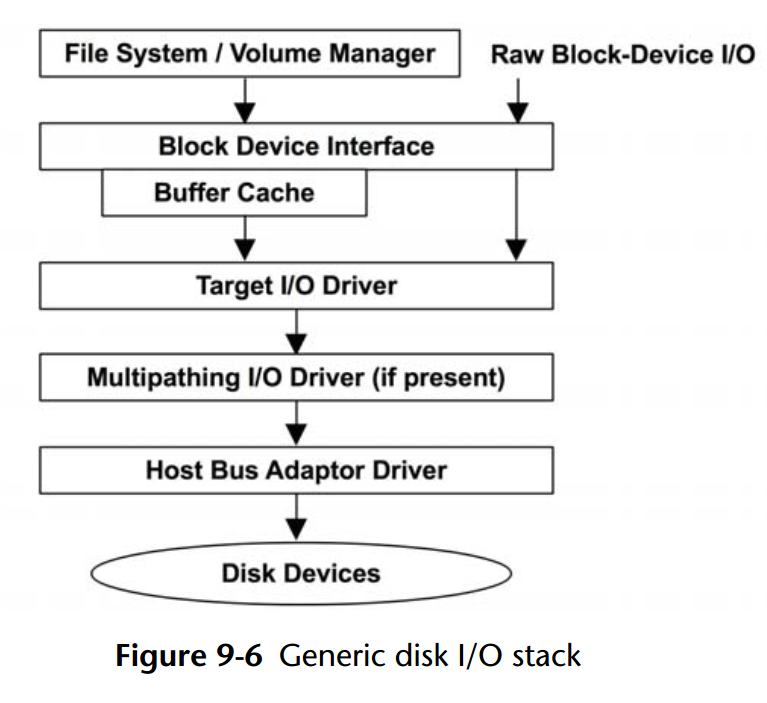 File System / Volume Manager
Raw Block-Device I/O
Block Device Interface
Buffer Cache
Target I/O Driver
Multipathing I/O Driver (if present)
Host Bus Adaptor Driver
Disk Devices
Figure 9-6 Generic disk I/O stack